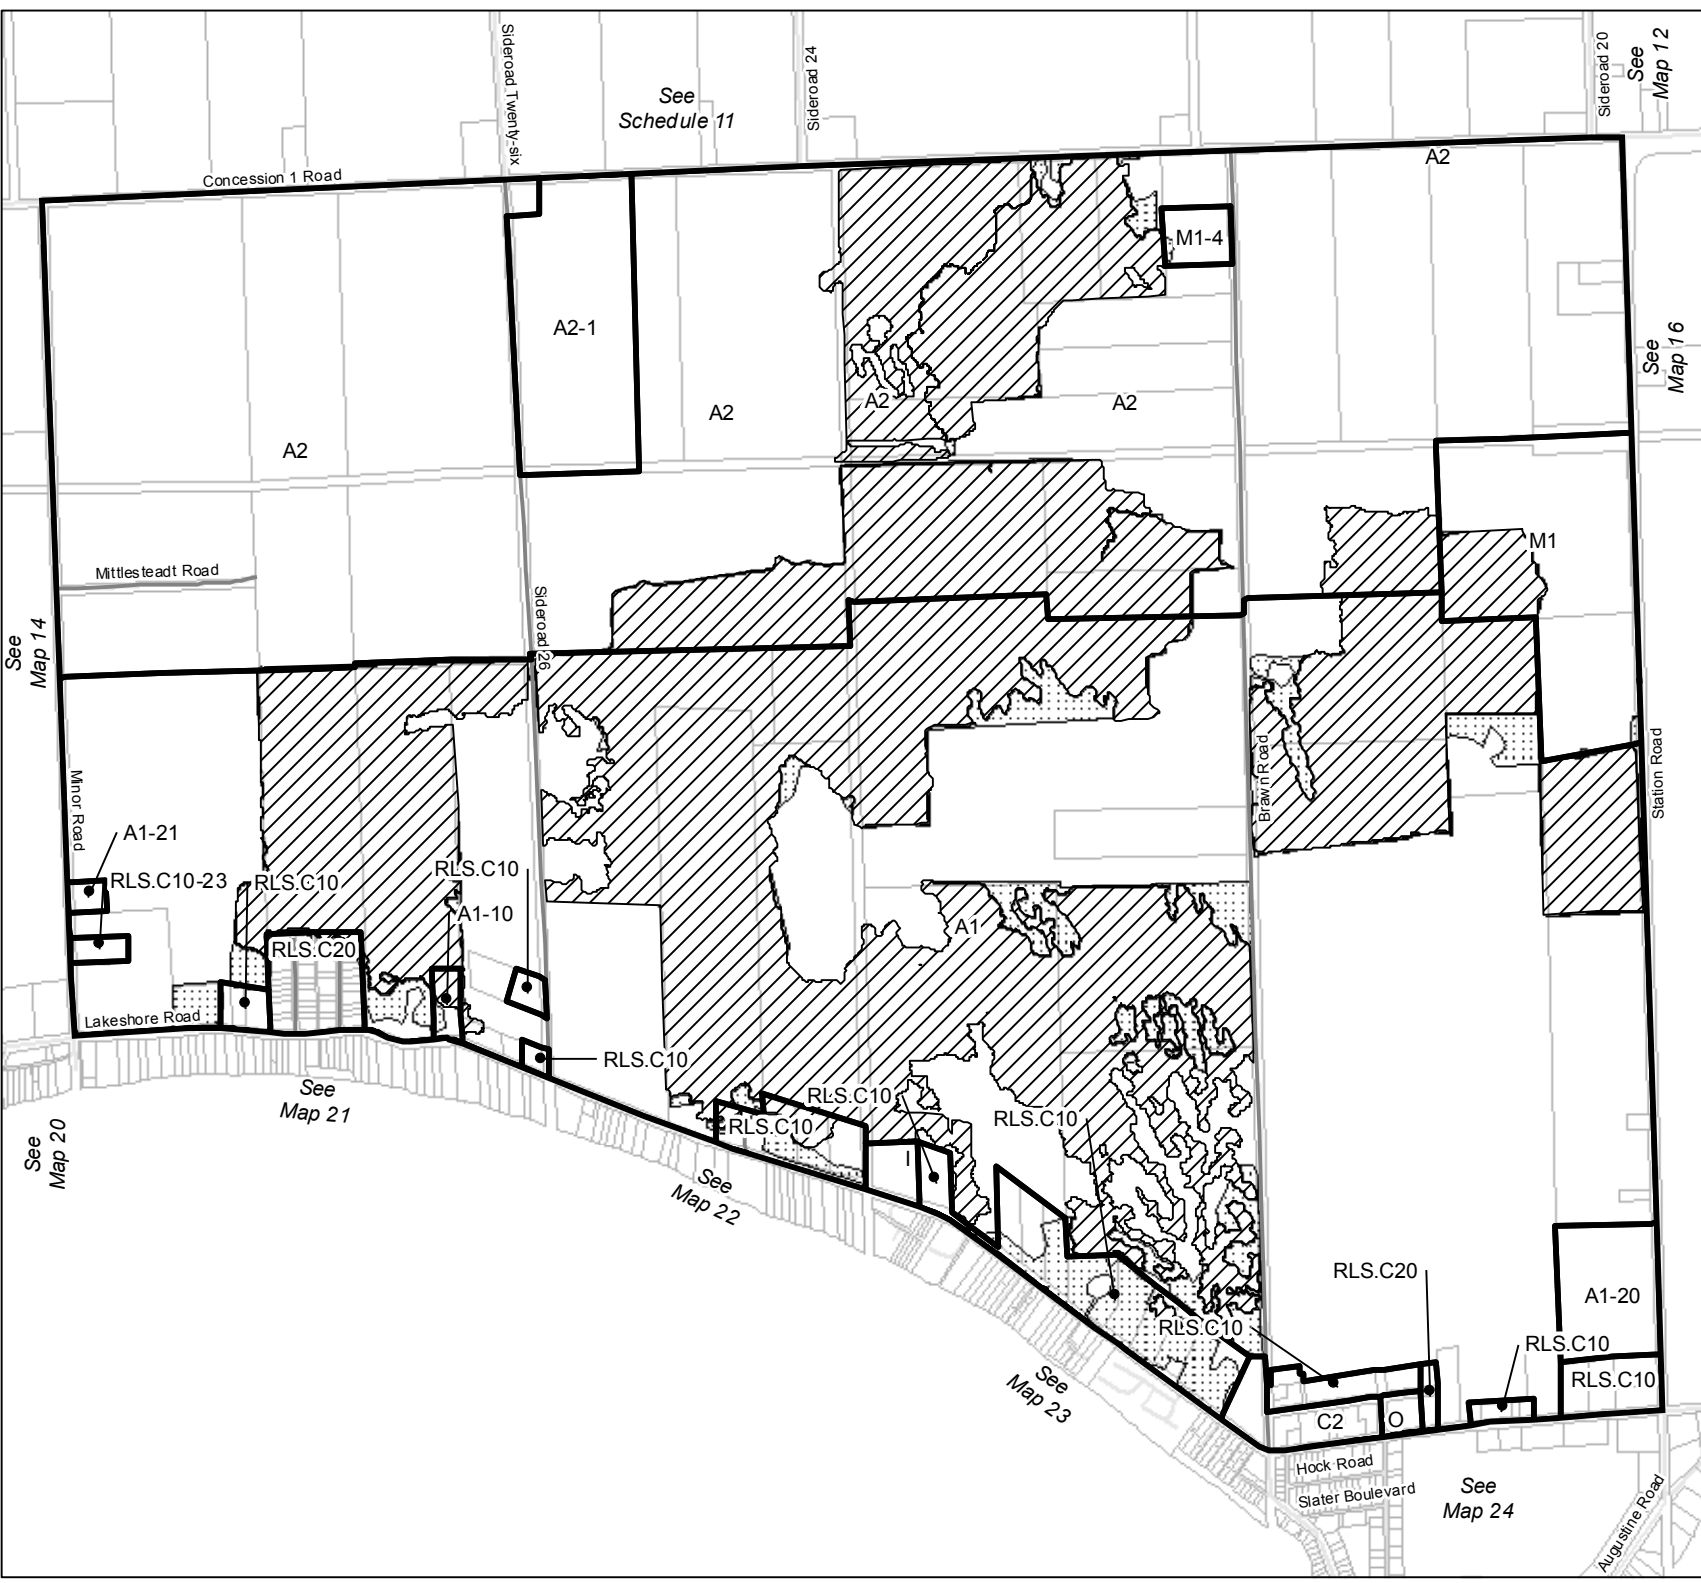 Sideroad Twenty-six
See
Schedule 11
Sideroad 24
Sideroad 20
See
Map 12
Concession 1 Road
A2
M1-4
A2-1
See
Map 16
A2
A2
A2
A2
M1
Mittlesteadt Road
Sideroad 26
See
Map 14
Minor Road
Brawn Road
Station Road
A1-21
RLS.C10-23
RLS.C10
RLS.C10
A1-10
A1
RLS.C20
Lakeshore Road
RLS.C10
See
Map 21
See
Map 20
RLS.C10
RLS.C10
RLS.C10
I
See
Map 22
RLS.C20
A1-20
RLS.C10
RLS.C10
RLS.C10
See
Map 23
C2
O
Hock Road
Slater Boulevard
See
Map 24
Augustine Road